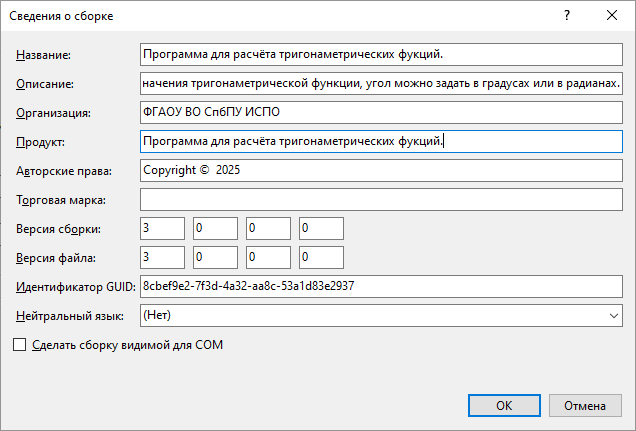 Сведения о сборке ?
Название: Программа для расчёта тригонаметрических фукций.
Описание: начения тригонаметрической функции, угол можно задать в градусах или в радианах.
Организация: ФГАОУ ВО СпбПУ ИСПО
Продукт: Программа для расчёта тригонаметрических фукций.
Авторские права: Copyright © 2025
Торговая марка:
Версия сборки: 3 0 0 0
Версия файла: 3 0 0 0
Идентификатор GUID: 8cbef9e2-7f3d-4a32-aa8c-53a1d83e2937
Нейтральный язык: (Нет)
Сделать сборку видимой для COM
OK Отмена